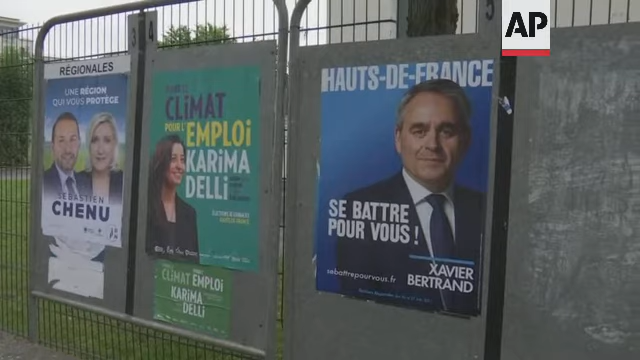 AP
3
4
5
RÉGIONALES
UNE RÉGION
QUI VOUS PROTÈGE
SÉBASTIEN
CHENU
CLIMAT
POUR L'EMPLOI
KARIMA
DELLI
CLIMAT EMPLOI
KARIMA
DELLI
HAUTS-DE-FRANCE
SE BATTRE
POUR VOUS !
sebattrepourvous.fr
XAVIER
BERTRAND